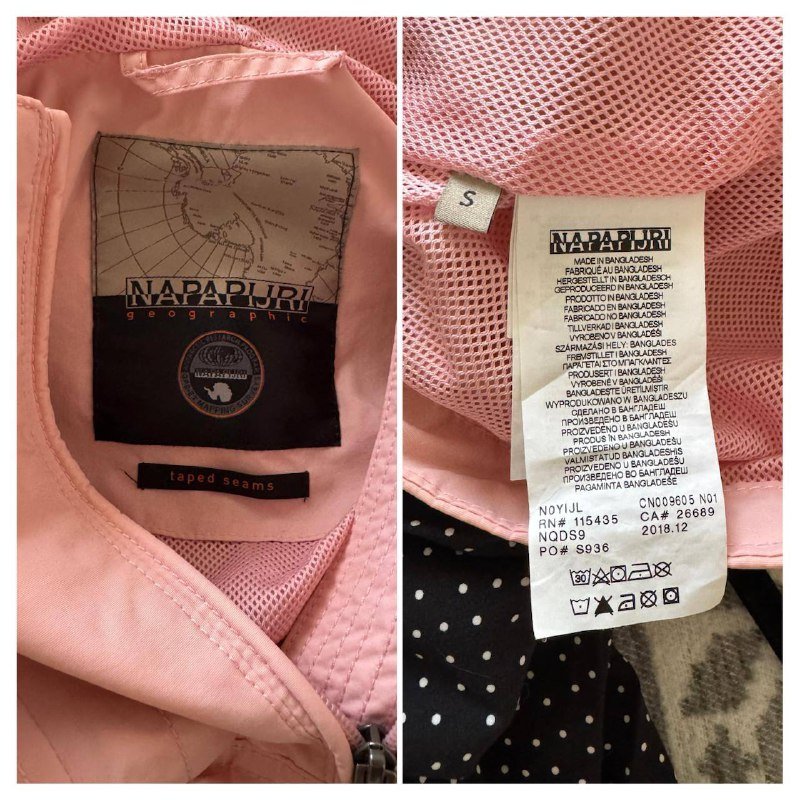 NAPAPIJRI
geographic
NAPAPIJRI
taped seams
S
NAPAPIJRI
MADE IN BANGLADESH
FABRIQUÉ AU BANGLADESH
HERGESTELLT IN BANGLADESCH
GEPRODUCEERD IN BANGLADESH
PRODOTTO IN BANGLADESH
FABRICADO EN BANGLADESH
FABRICADO NO BANGLADESH
TILLVERKAD I BANGLADESH
VYROBENO V BANGLADÉŠI
SZÁRMAZÁSI HELY: BANGLADES
FREMSTILLET I BANGLADESH
ΠΑΡΑΓΕΤΑΙ ΣΤΟ ΜΠΑΓΚΛΑΝΤΕΣ
PRODUSERT I BANGLADESH
VYROBENÉ V BANGLADÉŠI
BANGLADEŞTE ÜRETİLMİŞTİR
WYPRODUKOWANO W BANGLADESZU
СДЕЛАНО В БАНГЛАДЕШ
ПРОИЗВЕДЕНО В БАНГЛАДЕШ
PROIZVEDENO U BANGLADEŠU
PRODUS ÎN BANGLADESH
PROIZVEDENO V BANGLADEŠU
VALMISTATUD BANGLADESHIS
ПРОИЗВЕДЕНО ВО БАНГЛАДЕШ
PAGAMINTA BANGLADEŠE
N0YIJL CN009605 N01
RN# 115435 CA# 26689
NQDS9 2018.12
PO# S936
30